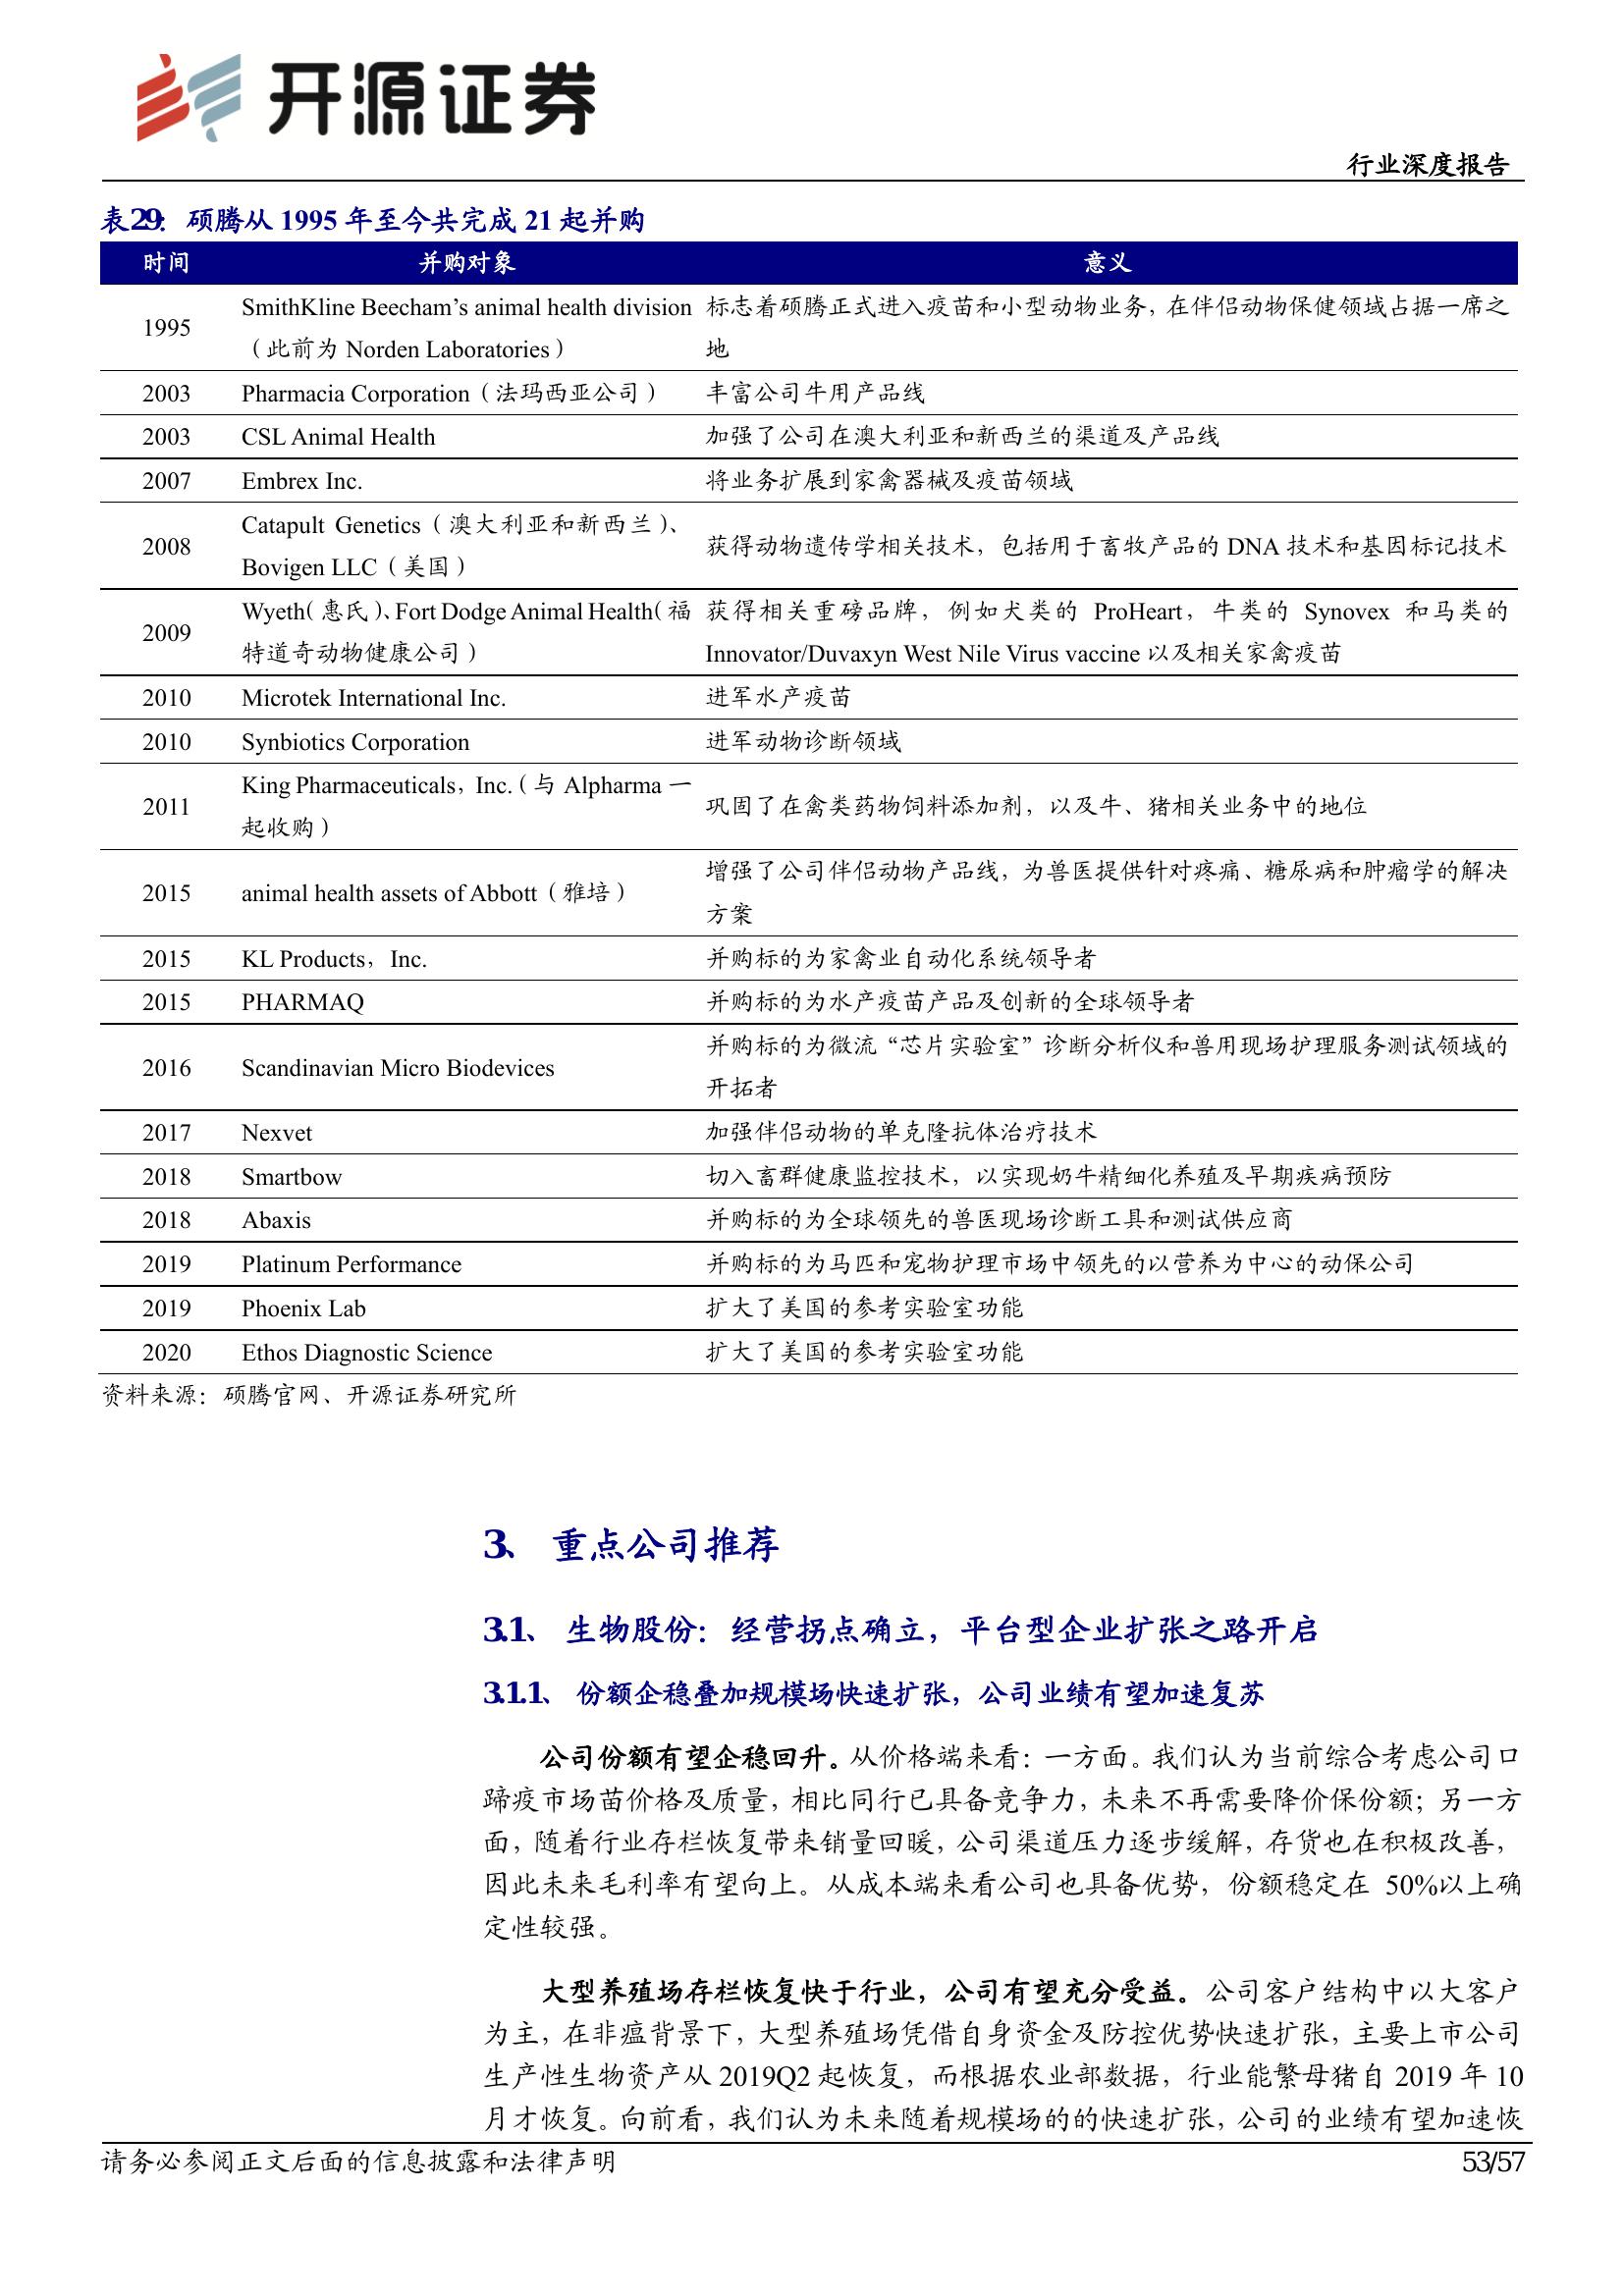 开源证券
行业深度报告
表29：硕腾从 1995 年至今共完成 21 起并购
时间 并购对象 意义
1995 SmithKline Beecham’s animal health division（此前为 Norden Laboratories） 标志着硕腾正式进入疫苗和小型动物业务，在伴侣动物保健领域占据一席之地
2003 Pharmacia Corporation（法玛西亚公司） 丰富公司牛用产品线
2003 CSL Animal Health 加强了公司在澳大利亚和新西兰的渠道及产品线
2007 Embrex Inc. 将业务扩展到家禽器械及疫苗领域
2008 Catapult Genetics（澳大利亚和新西兰）、Bovigen LLC（美国） 获得动物遗传学相关技术，包括用于畜牧产品的 DNA 技术和基因标记技术
2009 Wyeth（惠氏）、Fort Dodge Animal Health（福特道奇动物健康公司） 获得相关重磅品牌，例如犬类的 ProHeart，牛类的 Synovex 和马类的 Innovator/Duvaxyn West Nile Virus vaccine 以及相关家禽疫苗
2010 Microtek International Inc. 进军水产疫苗
2010 Synbiotics Corporation 进军动物诊断领域
2011 King Pharmaceuticals，Inc.（与 Alpharma 一起收购） 巩固了在禽类药物饲料添加剂，以及牛、猪相关业务中的地位
2015 animal health assets of Abbott（雅培） 增强了公司伴侣动物产品线，为兽医提供针对疼痛、糖尿病和肿瘤学的解决方案
2015 KL Products，Inc. 并购标的为家禽业自动化系统领导者
2015 PHARMAQ 并购标的为水产疫苗产品及创新的全球领导者
2016 Scandinavian Micro Biodevices 并购标的为微流“芯片实验室”诊断分析仪和兽用现场护理服务测试领域的开拓者
2017 Nexvet 加强伴侣动物的单克隆抗体治疗技术
2018 Smartbow 切入畜群健康监控技术，以实现奶牛精细化养殖及早期疾病预防
2018 Abaxis 并购标的为全球领先的兽医现场诊断工具和测试供应商
2019 Platinum Performance 并购标的为马匹和宠物护理市场中领先的以营养为中心的动保公司
2019 Phoenix Lab 扩大了美国的参考实验室功能
2020 Ethos Diagnostic Science 扩大了美国的参考实验室功能
资料来源：硕腾官网、开源证券研究所
3、 重点公司推荐
3.1、 生物股份：经营拐点确立，平台型企业扩张之路开启
3.1.1、 份额企稳叠加规模场快速扩张，公司业绩有望加速复苏
公司份额有望企稳回升。从价格端来看：一方面。我们认为当前综合考虑公司口
蹄疫市场苗价格及质量，相比同行已具备竞争力，未来不再需要降价保份额；另一方
面，随着行业存栏恢复带来销量回暖，公司渠道压力逐步缓解，存货也在积极改善，
因此未来毛利率有望向上。从成本端来看公司也具备优势，份额稳定在 50%以上确
定性较强。
大型养殖场存栏恢复快于行业，公司有望充分受益。公司客户结构中以大客户
为主，在非瘟背景下，大型养殖场凭借自身资金及防控优势快速扩张，主要上市公司
生产性生物资产从 2019Q2 起恢复，而根据农业部数据，行业能繁母猪自 2019 年 10
月才恢复。向前看，我们认为未来随着规模场的的快速扩张，公司的业绩有望加速恢
请务必参阅正文后面的信息披露和法律声明 53/57